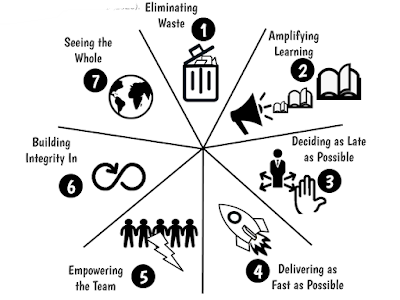 Eliminating
Waste
1
Amplifying
Learning
2
Deciding as Late
as Possible
3
4
Delivering as
Fast as Possible
5
Empowering
the Team
Building
Integrity In
6
Seeing the
Whole
7